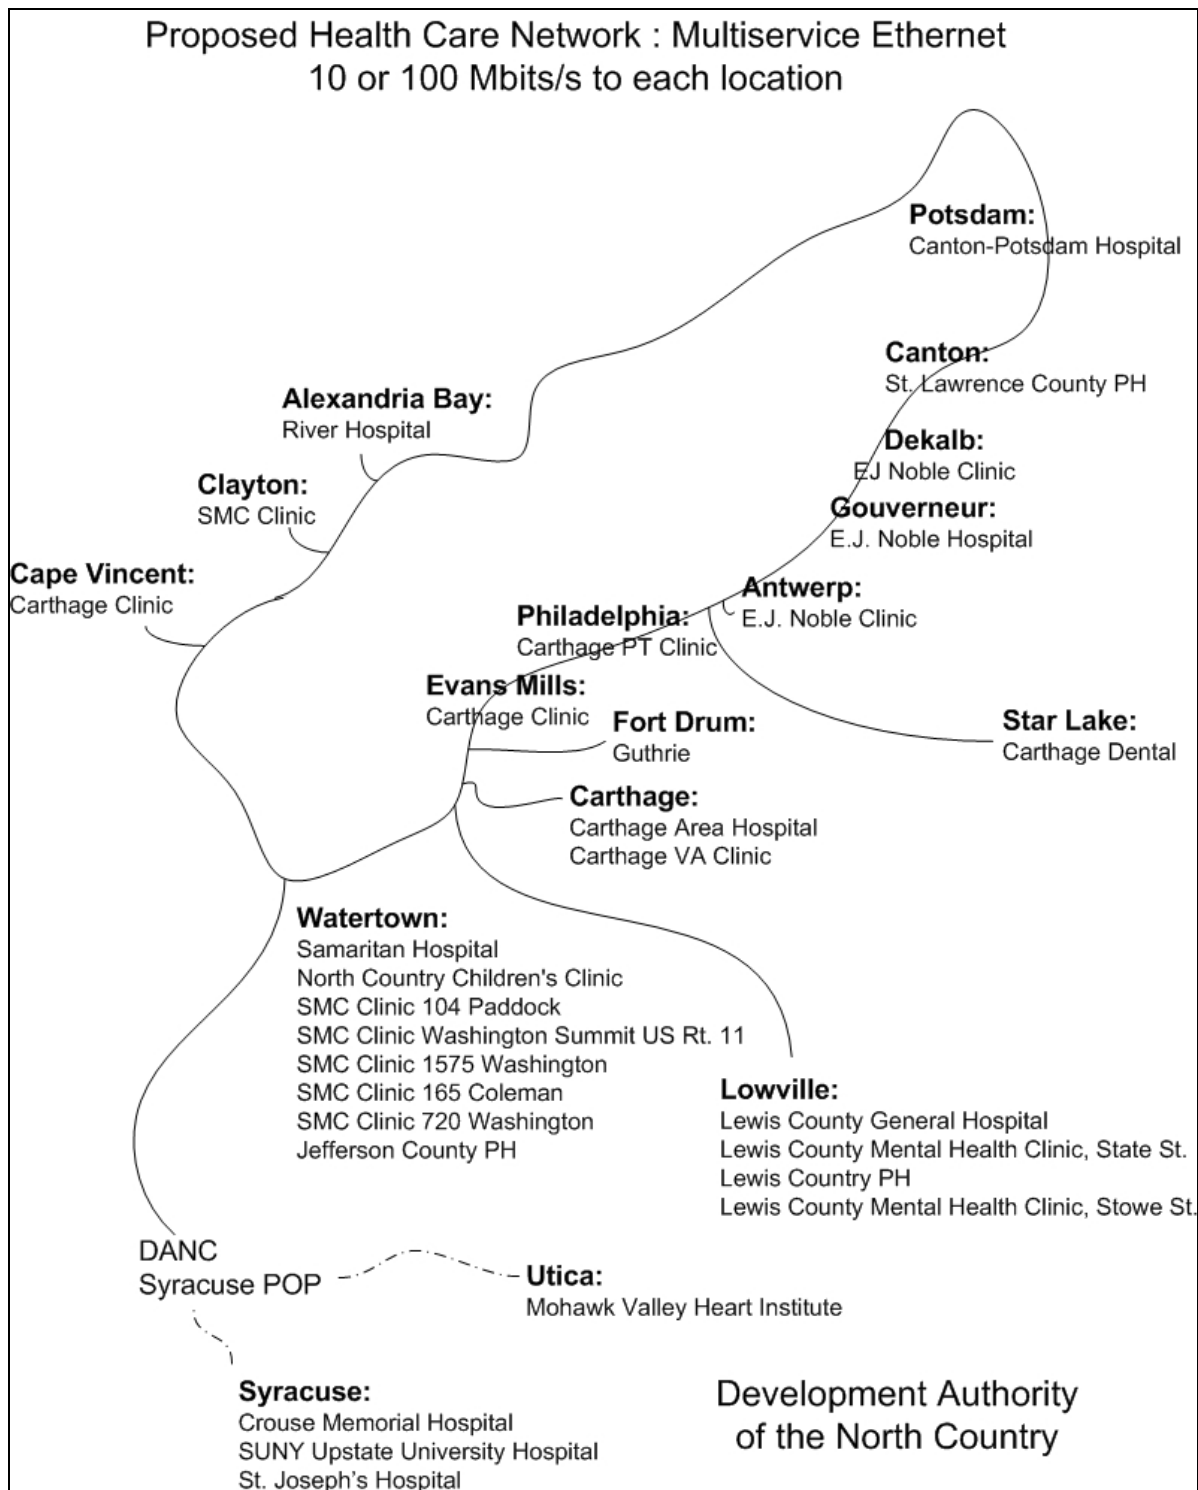 Proposed Health Care Network : Multiservice Ethernet
10 or 100 Mbits/s to each location
Potsdam:
Canton-Potsdam Hospital
Canton:
St. Lawrence County PH
Alexandria Bay:
River Hospital
Dekalb:
EJ Noble Clinic
Clayton:
SMC Clinic
Gouverneur:
E.J. Noble Hospital
Cape Vincent:
Carthage Clinic
Antwerp:
E.J. Noble Clinic
Philadelphia:
Carthage PT Clinic
Evans Mills:
Carthage Clinic
Fort Drum:
Guthrie
Star Lake:
Carthage Dental
Carthage:
Carthage Area Hospital
Carthage VA Clinic
Watertown:
Samaritan Hospital
North Country Children's Clinic
SMC Clinic 104 Paddock
SMC Clinic Washington Summit US Rt. 11
SMC Clinic 1575 Washington
SMC Clinic 165 Coleman
SMC Clinic 720 Washington
Jefferson County PH
Lowville:
Lewis County General Hospital
Lewis County Mental Health Clinic, State St.
Lewis Country PH
Lewis County Mental Health Clinic, Stowe St.
DANC
Syracuse POP
Utica:
Mohawk Valley Heart Institute
Syracuse:
Crouse Memorial Hospital
SUNY Upstate University Hospital
St. Joseph's Hospital
Development Authority
of the North Country